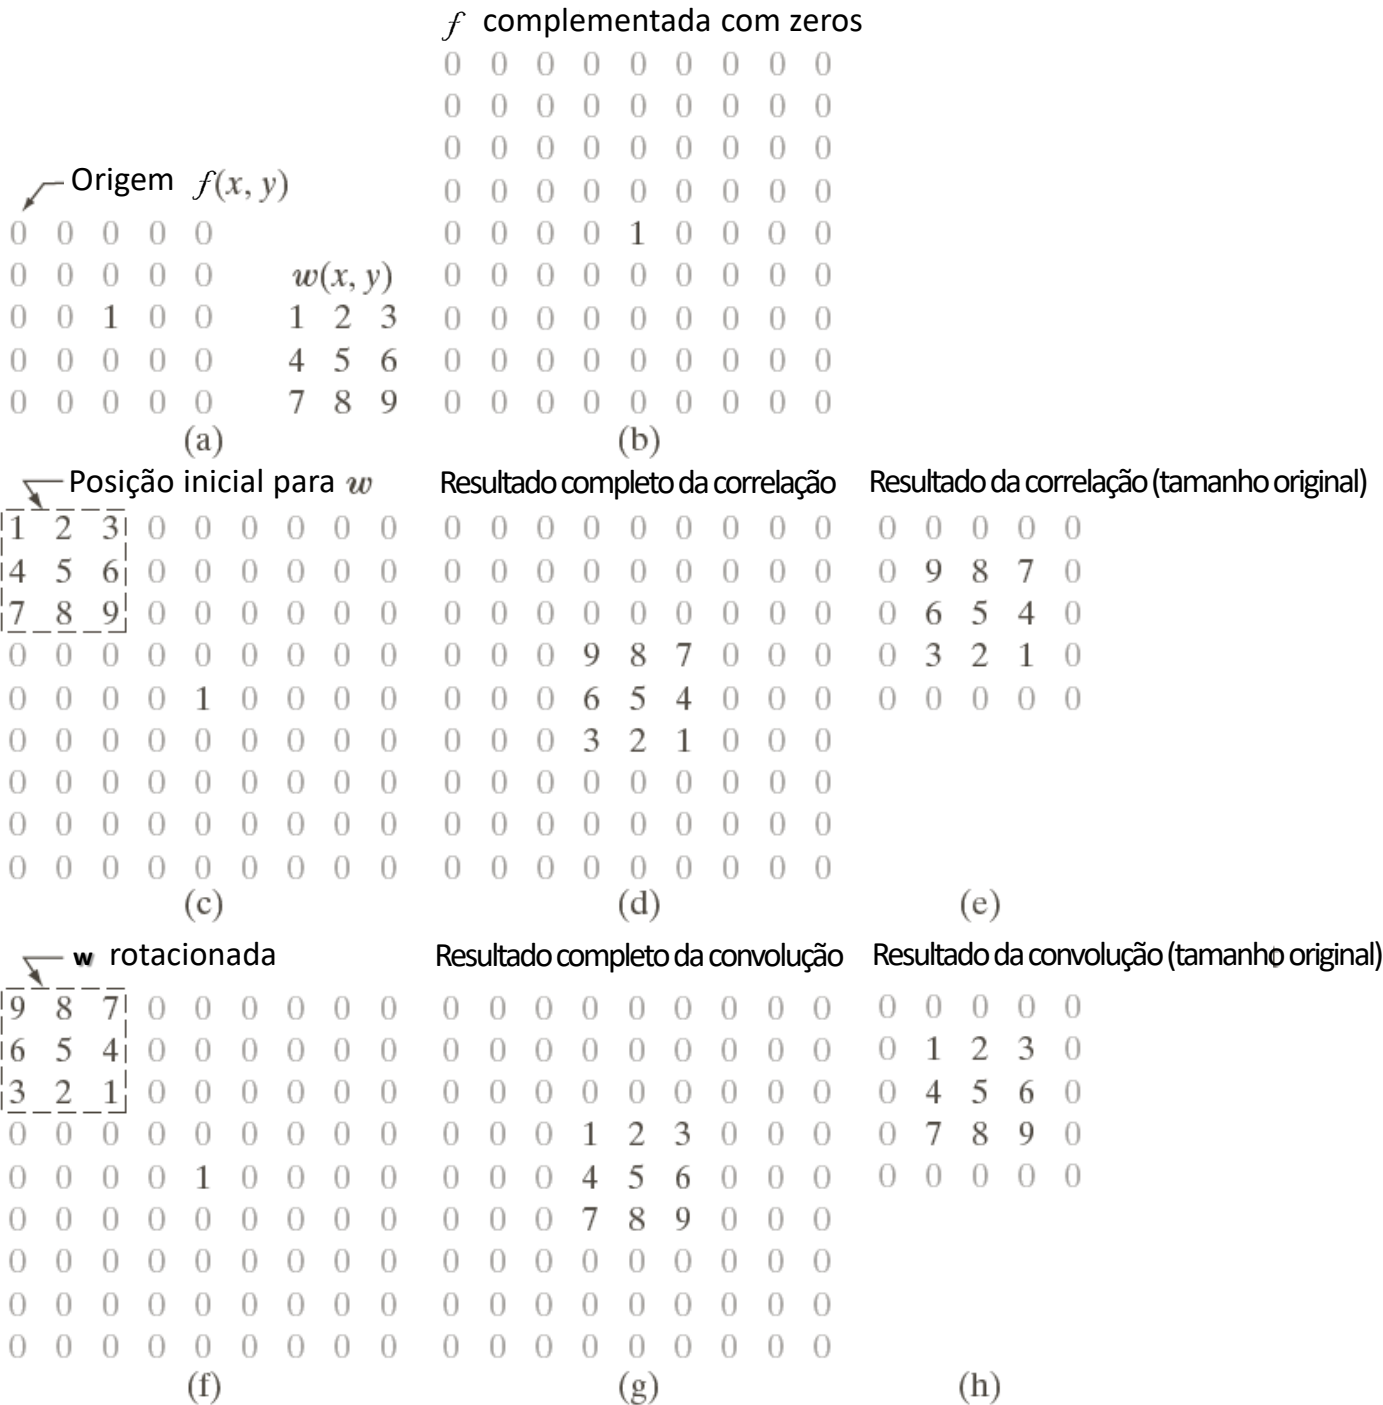 f complementada com zeros
0 0 0 0 0 0 0 0 0
0 0 0 0 0 0 0 0 0
0 0 0 0 0 0 0 0 0
0 0 0 0 0 0 0 0 0
0 0 0 0 1 0 0 0 0
0 0 0 0 0 0 0 0 0
0 0 0 0 0 0 0 0 0
0 0 0 0 0 0 0 0 0
0 0 0 0 0 0 0 0 0
Origem f(x, y)
0 0 0 0 0
0 0 0 0 0
0 0 1 0 0
0 0 0 0 0
0 0 0 0 0
w(x, y)
1 2 3
4 5 6
7 8 9
(a)
(b)
Posição inicial para w
1 2 3 0 0 0 0 0 0
4 5 6 0 0 0 0 0 0
7 8 9 0 0 0 0 0 0
0 0 0 0 0 0 0 0 0
0 0 0 0 1 0 0 0 0
0 0 0 0 0 0 0 0 0
0 0 0 0 0 0 0 0 0
0 0 0 0 0 0 0 0 0
0 0 0 0 0 0 0 0 0
(c)
Resultado completo da correlação
0 0 0 0 0 0 0 0 0
0 0 0 0 0 0 0 0 0
0 0 0 0 0 0 0 0 0
0 0 0 9 8 7 0 0 0
0 0 0 6 5 4 0 0 0
0 0 0 3 2 1 0 0 0
0 0 0 0 0 0 0 0 0
0 0 0 0 0 0 0 0 0
0 0 0 0 0 0 0 0 0
(d)
Resultado da correlação (tamanho original)
0 0 0 0 0
0 9 8 7 0
0 6 5 4 0
0 3 2 1 0
0 0 0 0 0
(e)
w rotacionada
9 8 7 0 0 0 0 0 0
6 5 4 0 0 0 0 0 0
3 2 1 0 0 0 0 0 0
0 0 0 0 0 0 0 0 0
0 0 0 0 1 0 0 0 0
0 0 0 0 0 0 0 0 0
0 0 0 0 0 0 0 0 0
0 0 0 0 0 0 0 0 0
0 0 0 0 0 0 0 0 0
(f)
Resultado completo da convolução
0 0 0 0 0 0 0 0 0
0 0 0 0 0 0 0 0 0
0 0 0 0 0 0 0 0 0
0 0 0 1 2 3 0 0 0
0 0 0 4 5 6 0 0 0
0 0 0 7 8 9 0 0 0
0 0 0 0 0 0 0 0 0
0 0 0 0 0 0 0 0 0
0 0 0 0 0 0 0 0 0
(g)
Resultado da convolução (tamanho original)
0 0 0 0 0
0 1 2 3 0
0 4 5 6 0
0 7 8 9 0
0 0 0 0 0
(h)